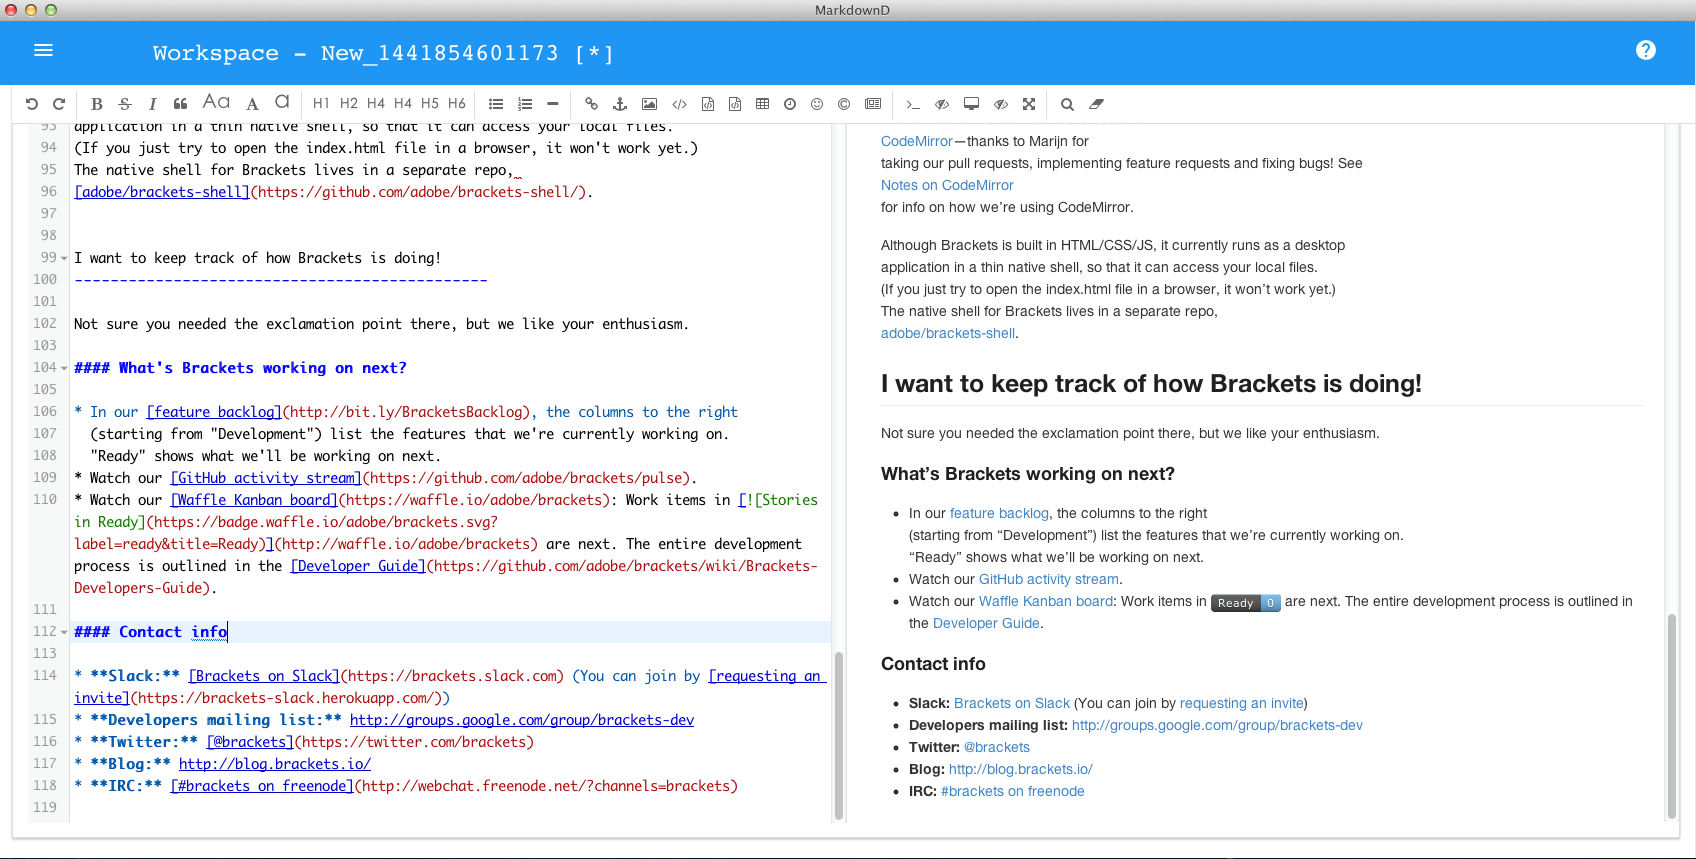 MarkdownD
Workspace - New_1441854601173 [*]
B S I Aa A a H1 H2 H4 H4 H5 H6
93 application in a thin native shell, so that it can access your local files.
94 (If you just try to open the index.html file in a browser, it won't work yet.)
95 The native shell for Brackets lives in a separate repo,
96 [adobe/brackets-shell](https://github.com/adobe/brackets-shell/).
97
98
99 I want to keep track of how Brackets is doing!
100 ----------------------------------------------
101
102 Not sure you needed the exclamation point there, but we like your enthusiasm.
103
104 #### What's Brackets working on next?
105
106 * In our [feature backlog](http://bit.ly/BracketsBacklog), the columns to the right
107 (starting from "Development") list the features that we're currently working on.
108 "Ready" shows what we'll be working on next.
109 * Watch our [GitHub activity stream](https://github.com/adobe/brackets/pulse).
110 * Watch our [Waffle Kanban board](https://waffle.io/adobe/brackets): Work items in [![Stories
in Ready](https://badge.waffle.io/adobe/brackets.svg?
label=ready&title=Ready)](http://waffle.io/adobe/brackets) are next. The entire development
process is outlined in the [Developer Guide](https://github.com/adobe/brackets/wiki/Brackets-
Developers-Guide).
111
112 #### Contact info
113
114 * **Slack:** [Brackets on Slack](https://brackets.slack.com) (You can join by [requesting an
invite](https://brackets-slack.herokuapp.com/))
115 * **Developers mailing list:** http://groups.google.com/group/brackets-dev
116 * **Twitter:** [@brackets](https://twitter.com/brackets)
117 * **Blog:** http://blog.brackets.io/
118 * **IRC:** [#brackets on freenode](http://webchat.freenode.net/?channels=brackets)
119
CodeMirror—thanks to Marijn for
taking our pull requests, implementing feature requests and fixing bugs! See
Notes on CodeMirror
for info on how we’re using CodeMirror.
Although Brackets is built in HTML/CSS/JS, it currently runs as a desktop
application in a thin native shell, so that it can access your local files.
(If you just try to open the index.html file in a browser, it won’t work yet.)
The native shell for Brackets lives in a separate repo,
adobe/brackets-shell.
I want to keep track of how Brackets is doing!
Not sure you needed the exclamation point there, but we like your enthusiasm.
What’s Brackets working on next?
• In our feature backlog, the columns to the right
(starting from “Development”) list the features that we’re currently working on.
“Ready” shows what we’ll be working on next.
• Watch our GitHub activity stream.
• Watch our Waffle Kanban board: Work items in Ready 0 are next. The entire development process is outlined in
the Developer Guide.
Contact info
• Slack: Brackets on Slack (You can join by requesting an invite)
• Developers mailing list: http://groups.google.com/group/brackets-dev
• Twitter: @brackets
• Blog: http://blog.brackets.io/
• IRC: #brackets on freenode